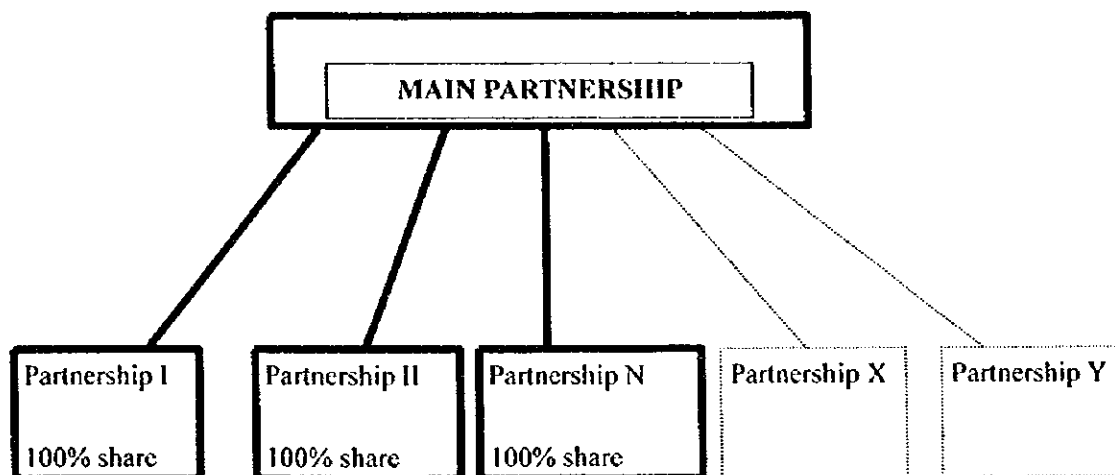 MAIN PARTNERSHIP
Partnership I
100% share
Partnership II
100% share
Partnership N
100% share
Partnership X
Partnership Y